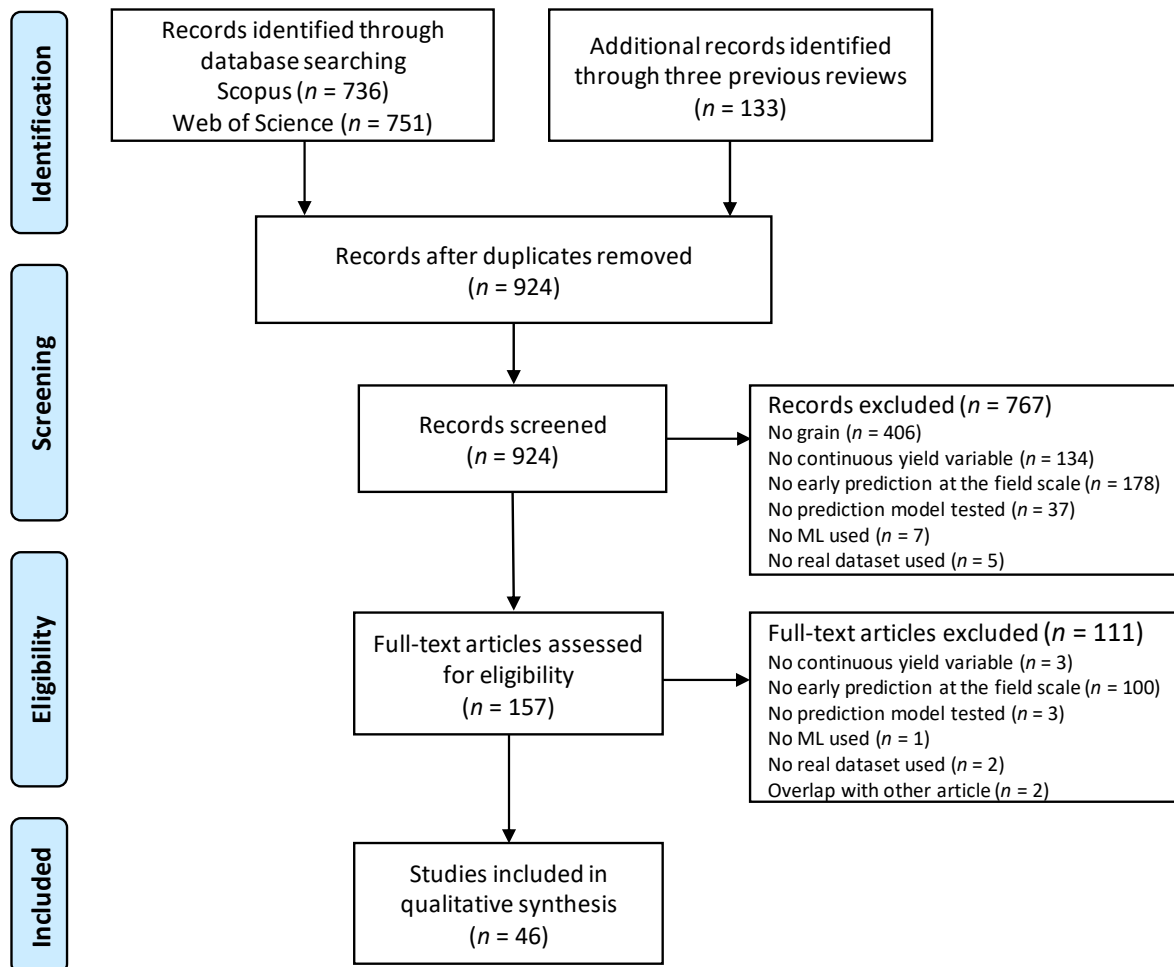 Identification
Records identified through
database searching
Scopus (n = 736)
Web of Science (n = 751)
Additional records identified
through three previous reviews
(n = 133)
Records after duplicates removed
(n = 924)
Screening
Records screened
(n = 924)
Records excluded (n = 767)
No grain (n = 406)
No continuous yield variable (n = 134)
No early prediction at the field scale (n = 178)
No prediction model tested (n = 37)
No ML used (n = 7)
No real dataset used (n = 5)
Eligibility
Full-text articles assessed
for eligibility
(n = 157)
Full-text articles excluded (n = 111)
No continuous yield variable (n = 3)
No early prediction at the field scale (n = 100)
No prediction model tested (n = 3)
No ML used (n = 1)
No real dataset used (n = 2)
Overlap with other article (n = 2)
Included
Studies included in
qualitative synthesis
(n = 46)